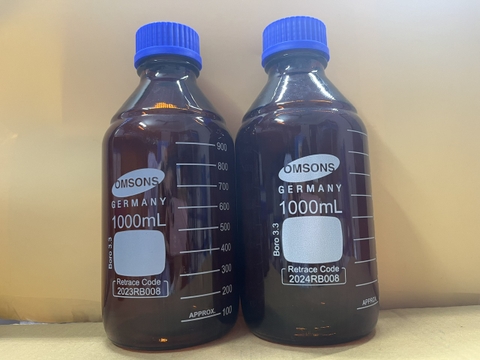 OMSONS
GERMANY
1000mL
Boro 3.3
Retrace Code
2023RB008
900
800
700
600
500
400
300
200
APPROX. 100
OMSONS
GERMANY
1000mL
Boro 3.3
Retrace Code
2024RB008
APPROX.